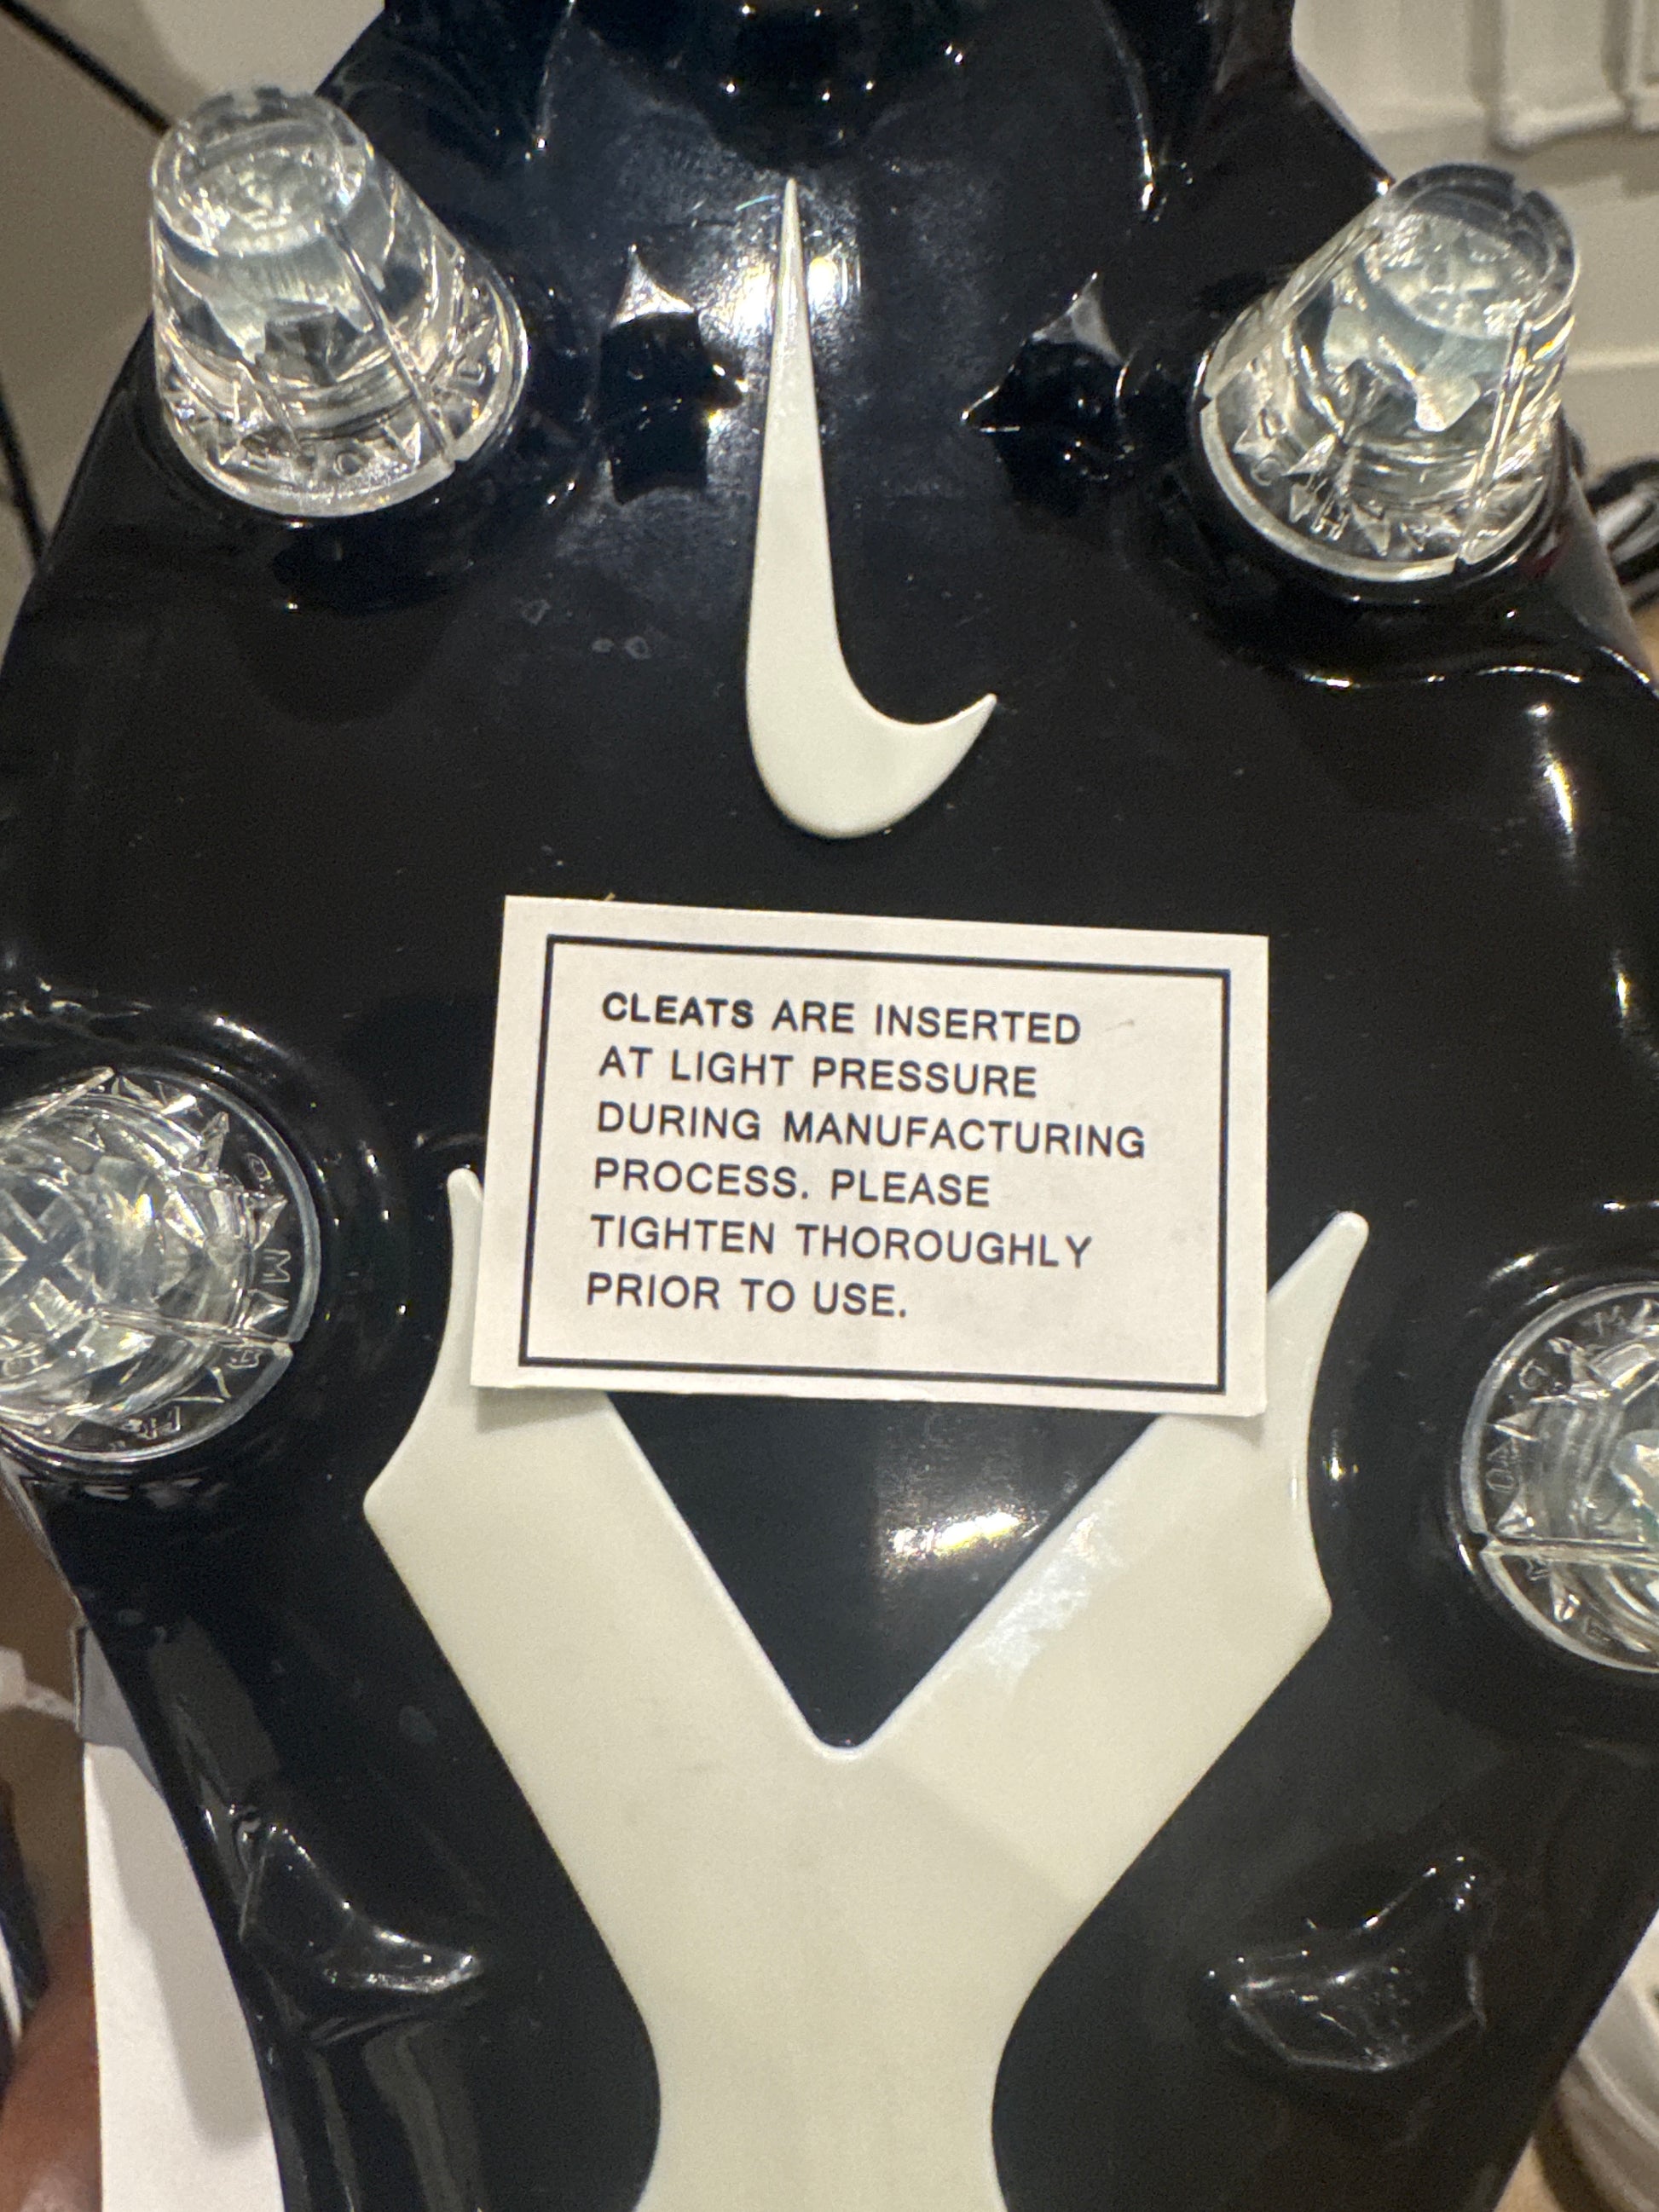 CLEATS ARE INSERTED
AT LIGHT PRESSURE
DURING MANUFACTURING
PROCESS. PLEASE
TIGHTEN THOROUGHLY
PRIOR TO USE.